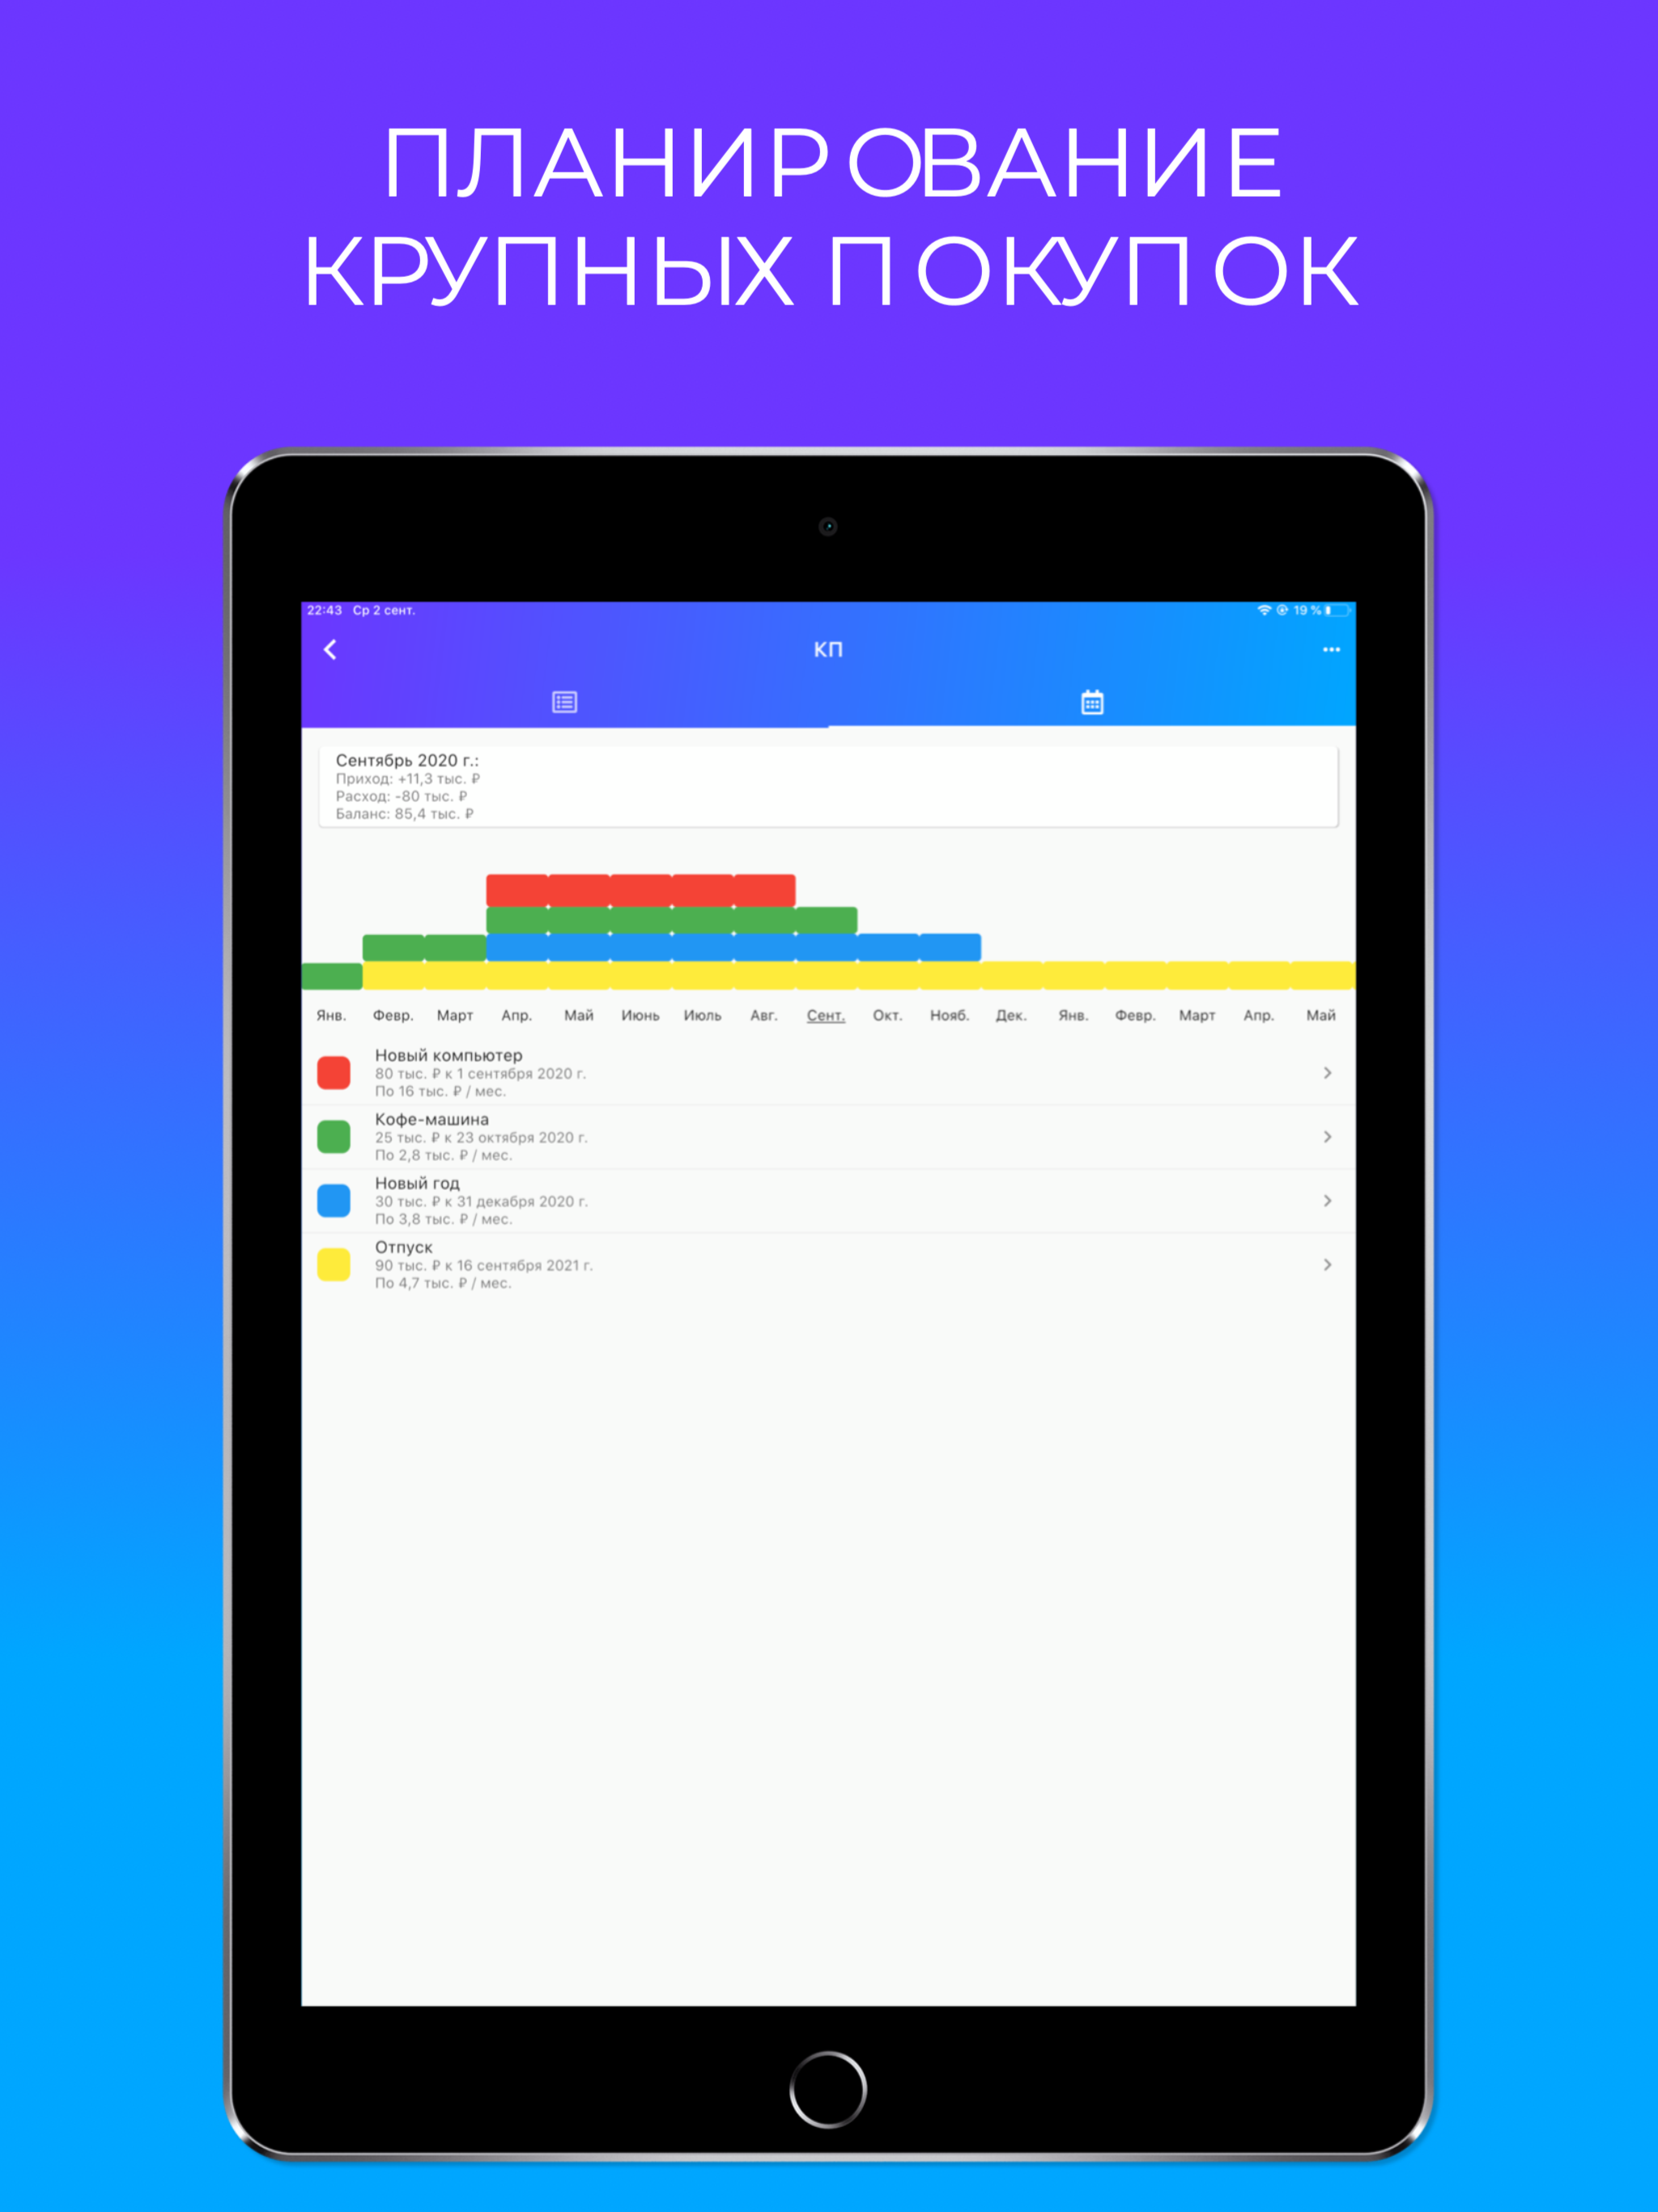 ПЛАНИРОВАНИЕ
КРУПНЫХ ПОКУПОК
22:43 Ср 2 сент.
19 %
КП
Сентябрь 2020 г.:
Приход: +11,3 тыс. ₽
Расход: -80 тыс. ₽
Баланс: 85,4 тыс. ₽
Янв. Февр. Март Апр. Май Июнь Июль Авг. Сент. Окт. Нояб. Дек. Янв. Февр. Март Апр. Май
Новый компьютер
80 тыс. ₽ к 1 сентября 2020 г.
По 16 тыс. ₽ / мес.
Кофе-машина
25 тыс. ₽ к 23 октября 2020 г.
По 2,8 тыс. ₽ / мес.
Новый год
30 тыс. ₽ к 31 декабря 2020 г.
По 3,8 тыс. ₽ / мес.
Отпуск
90 тыс. ₽ к 16 сентября 2021 г.
По 4,7 тыс. ₽ / мес.